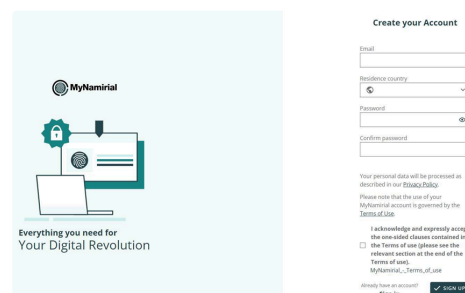 MyNamirial
Everything you need for
Your Digital Revolution
Create your Account
Email
Residence country
Password
Confirm password
Your personal data will be processed as
described in our Privacy Policy.
Please note that the use of your
MyNamirial account is governed by the
Terms of Use.
I acknowledge and expressly accep
the one-sided clauses contained in
the Terms of use (please see the
relevant section at the end of the
Terms of use).
MyNamirial_-_Terms_of_use
Already have an account?
SIGN UP
Sign in